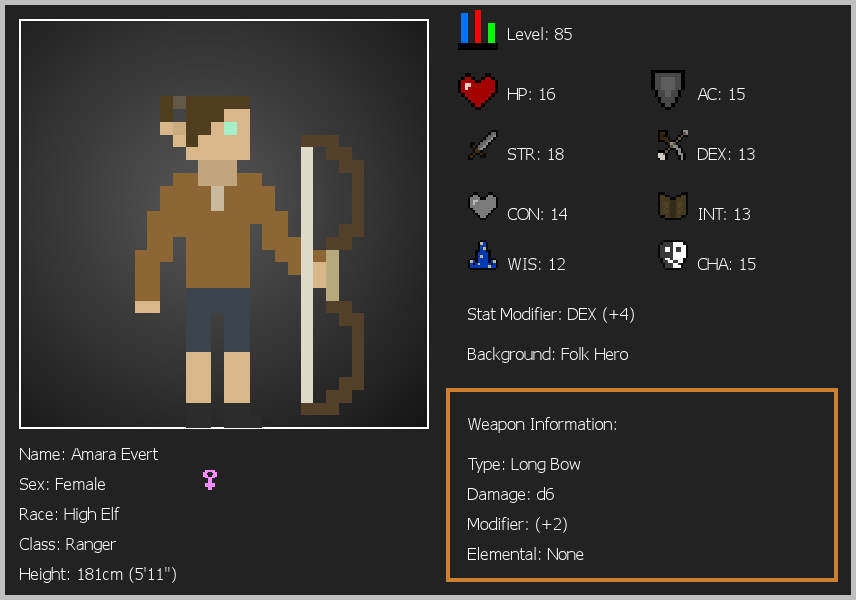 Level: 85
HP: 16
AC: 15
STR: 18
DEX: 13
CON: 14
INT: 13
WIS: 12
CHA: 15
Stat Modifier: DEX (+4)
Background: Folk Hero
Weapon Information:
Type: Long Bow
Damage: d6
Modifier: (+2)
Elemental: None
Name: Amara Evert
Sex: Female
Race: High Elf
Class: Ranger
Height: 181cm (5'11")